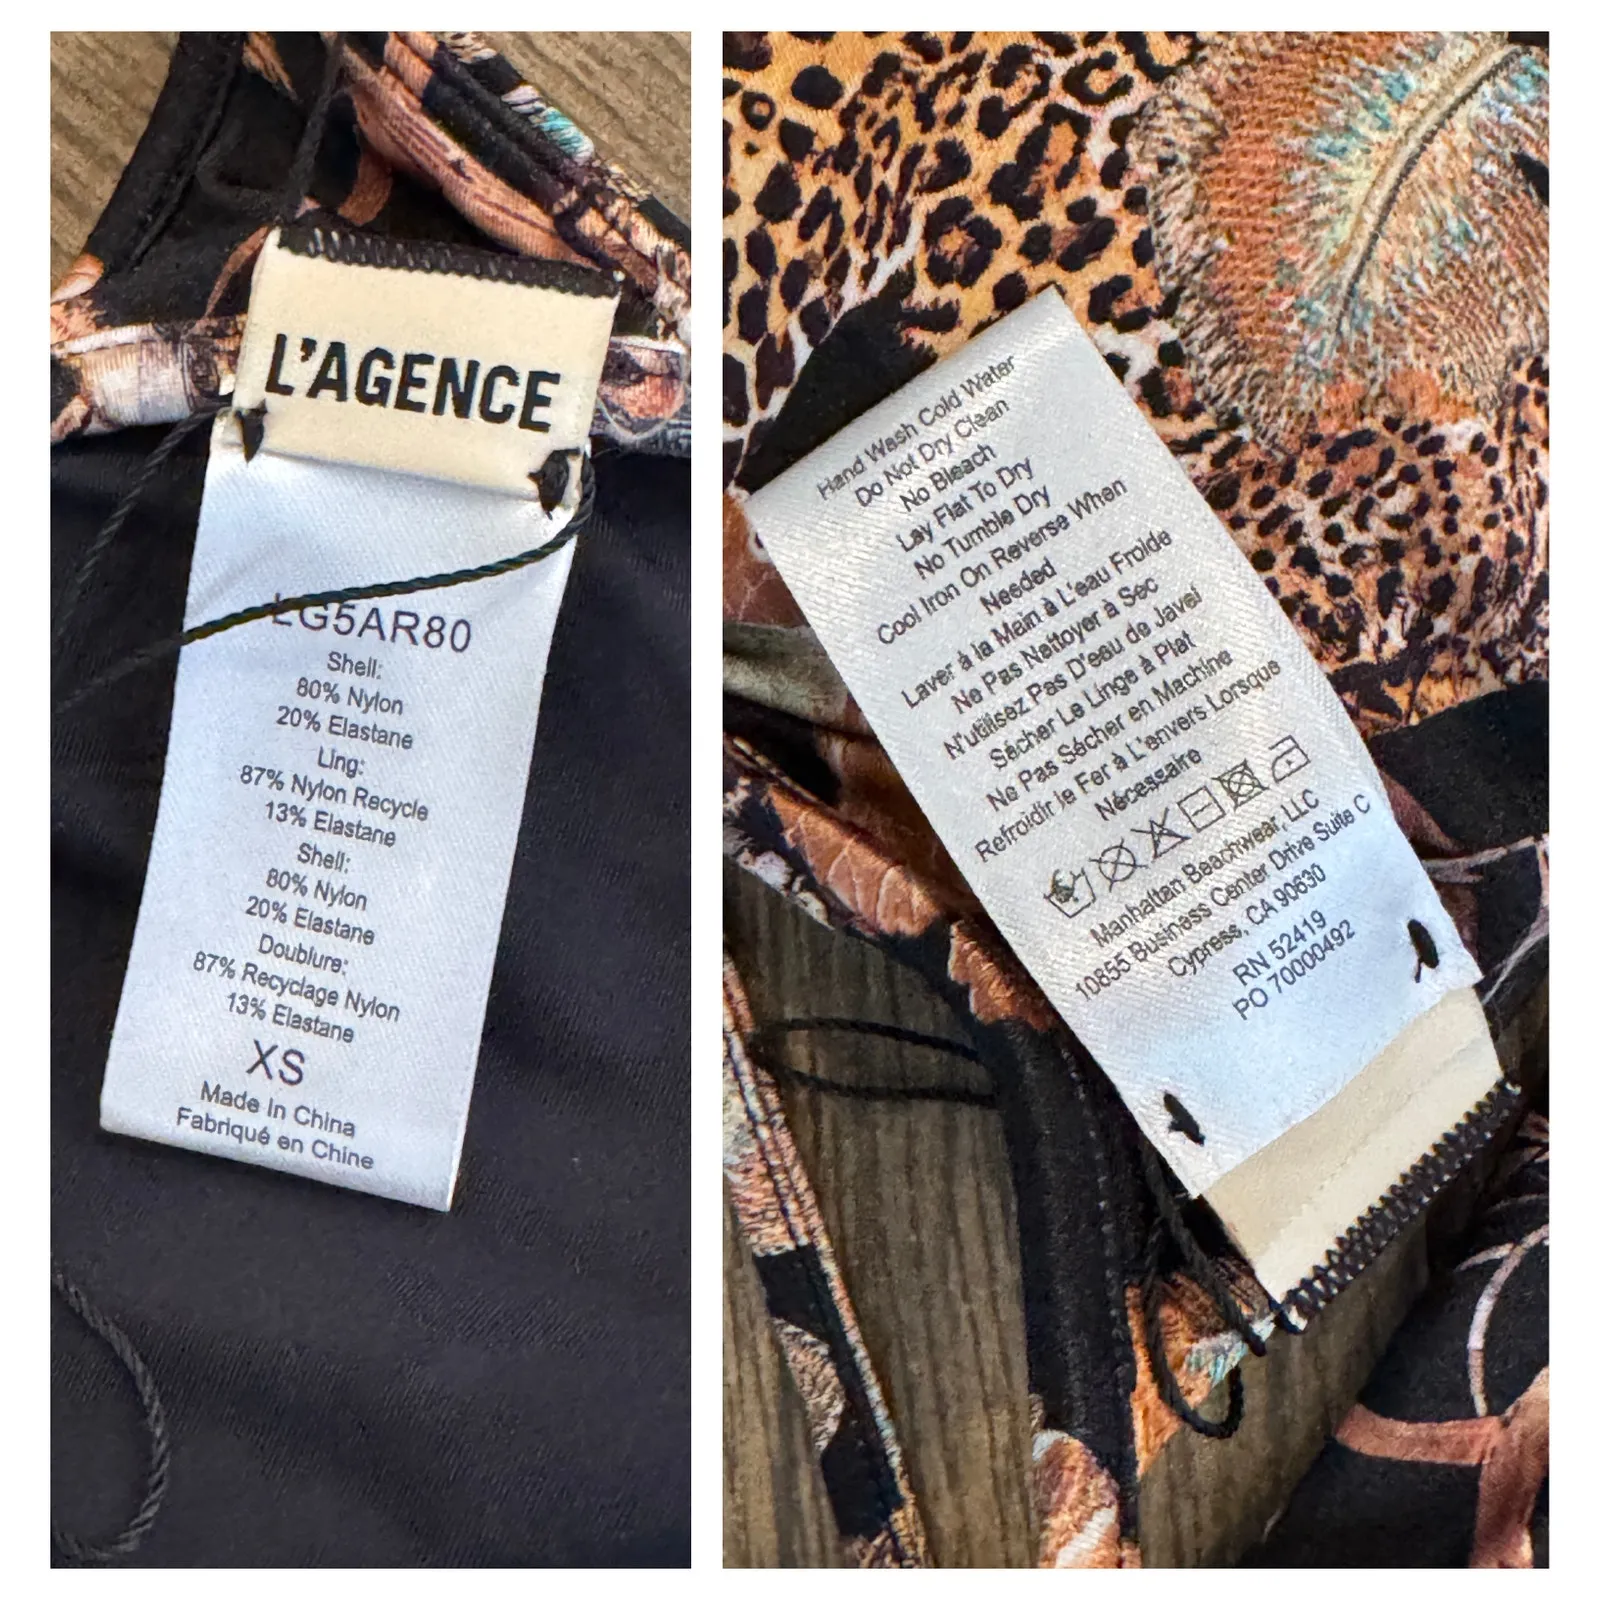 L'AGENCE
LG5AR80
Shell:
80% Nylon
20% Elastane
Ling:
87% Nylon Recycle
13% Elastane
Shell:
80% Nylon
20% Elastane
Doublure:
87% Recyclage Nylon
13% Elastane
XS
Made In China
Fabriqué en Chine
Hand Wash Cold Water
Do Not Dry Clean
No Bleach
Lay Flat To Dry
No Tumble Dry
Cool Iron On Reverse When
Needed
Laver à la Main à L'eau Froide
Ne Pas Nettoyer à Sec
N'utilisez Pas D'eau de Javel
Sécher Le Linge à Plat
Ne Pas Sécher en Machine
Refroidir le Fer à L'envers Lorsque
Nécessaire
Manhattan Beachwear, LLC
10855 Business Center Drive Suite C
Cypress, CA 90630
RN 52419
PO 70000492